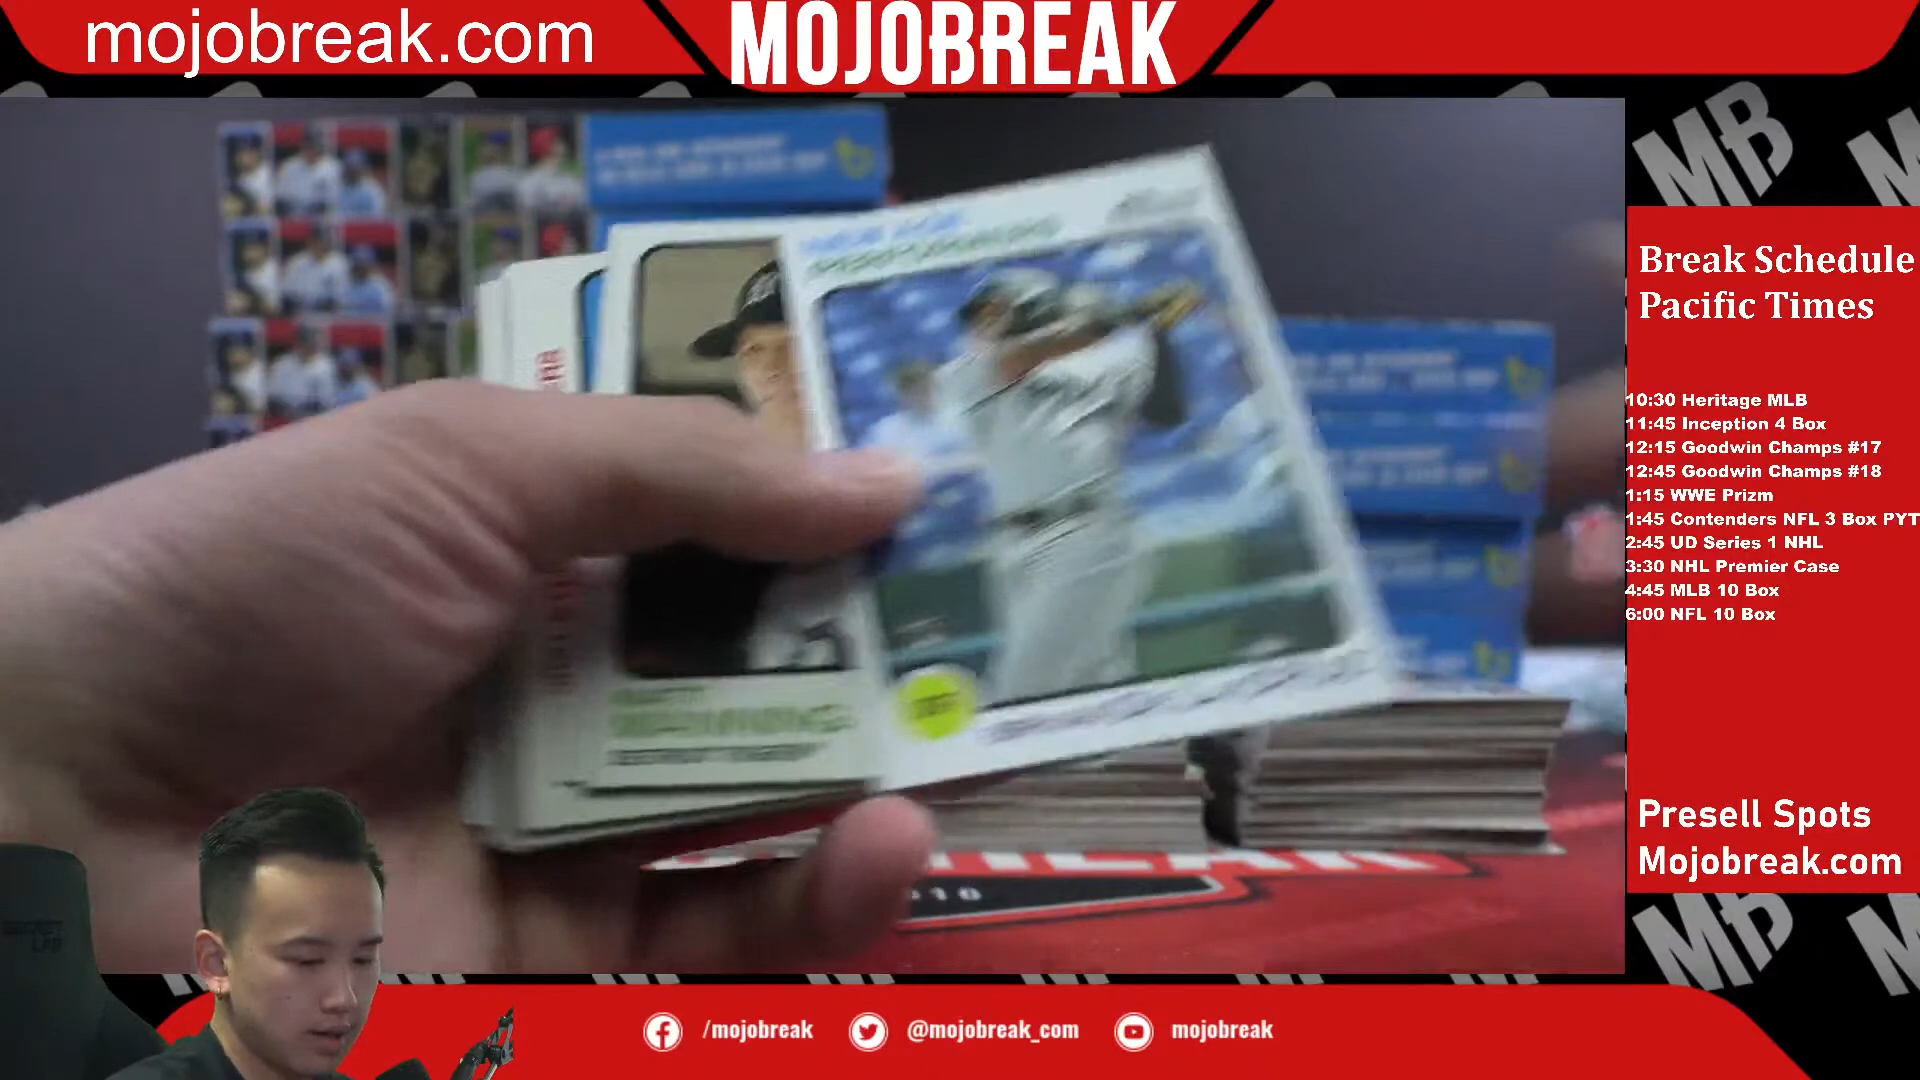 mojobreak.com
MOJOBREAK
MB
Break Schedule
Pacific Times
10:30 Heritage MLB
11:45 Inception 4 Box
12:15 Goodwin Champs #17
12:45 Goodwin Champs #18
1:15 WWE Prizm
1:45 Contenders NFL 3 Box PYT
2:45 UD Series 1 NHL
3:30 NHL Premier Case
4:45 MLB 10 Box
6:00 NFL 10 Box
Presell Spots
Mojobreak.com
MB
/mojobreak
@mojobreak_com
mojobreak